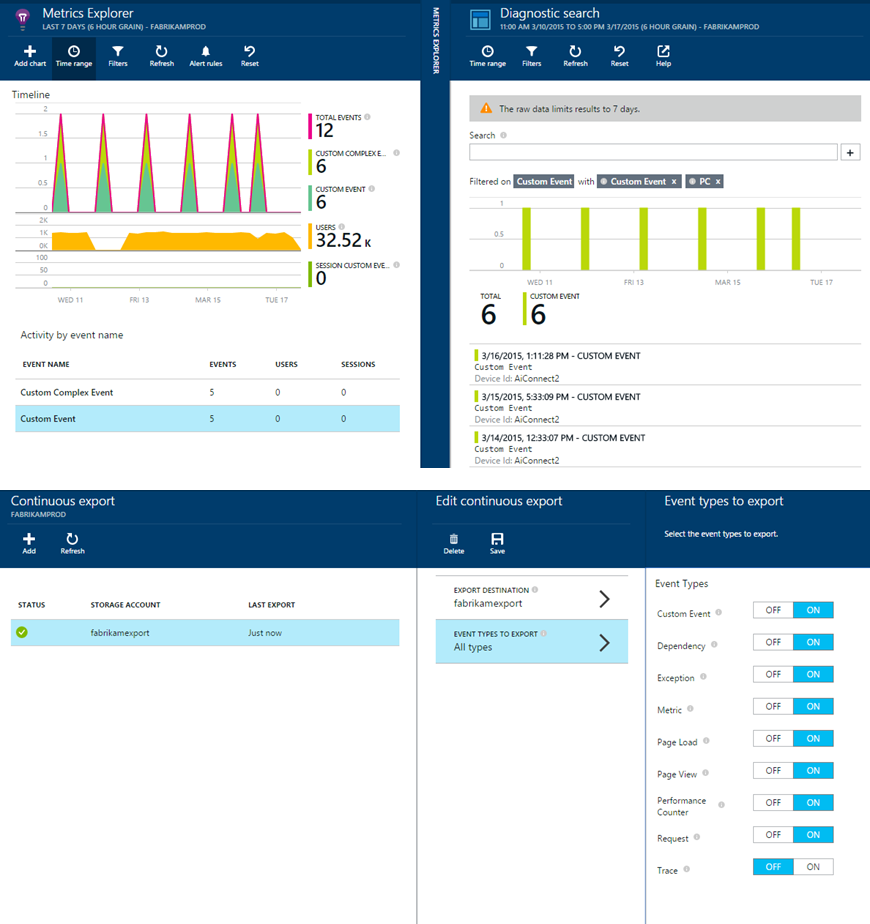 Metrics Explorer
LAST 7 DAYS (6 HOUR GRAIN) - FABRIKAMPROD
Add chart
Time range
Filters
Refresh
Alert rules
Reset
Timeline
2
1.5
1
0.5
0
2K
1K
0K
100
50
0
WED 11
FRI 13
MAR 15
TUE 17
TOTAL EVENTS
12
CUSTOM COMPLEX E...
6
CUSTOM EVENT
6
USERS
32.52 K
SESSION CUSTOM EVE...
0
Activity by event name
EVENT NAME EVENTS USERS SESSIONS
Custom Complex Event 5 0 0
Custom Event 5 0 0
METRICS EXPLORER
Diagnostic search
11:00 AM 3/10/2015 TO 5:00 PM 3/17/2015 (6 HOUR GRAIN) - FABRIKAMPROD
Time range
Filters
Refresh
Reset
Help
The raw data limits results to 7 days.
Search
+
Filtered on Custom Event with Custom Event x PC x
1
0.5
0
WED 11
FRI 13
MAR 15
TUE 17
TOTAL
6
CUSTOM EVENT
6
3/16/2015, 1:11:28 PM - CUSTOM EVENT
Custom Event
Device Id: AiConnect2
3/15/2015, 5:33:09 PM - CUSTOM EVENT
Custom Event
Device Id: AiConnect2
3/14/2015, 12:33:07 PM - CUSTOM EVENT
Custom Event
Device Id: AiConnect2
Continuous export
FABRIKAMPROD
Add
Refresh
STATUS STORAGE ACCOUNT LAST EXPORT
fabrikamexport Just now
Edit continuous export
Delete
Save
EXPORT DESTINATION
fabrikamexport
EVENT TYPES TO EXPORT
All types
Event types to export
Select the event types to export.
Event Types
Custom Event OFF ON
Dependency OFF ON
Exception OFF ON
Metric OFF ON
Page Load OFF ON
Page View OFF ON
Performance
Counter OFF ON
Request OFF ON
Trace OFF ON